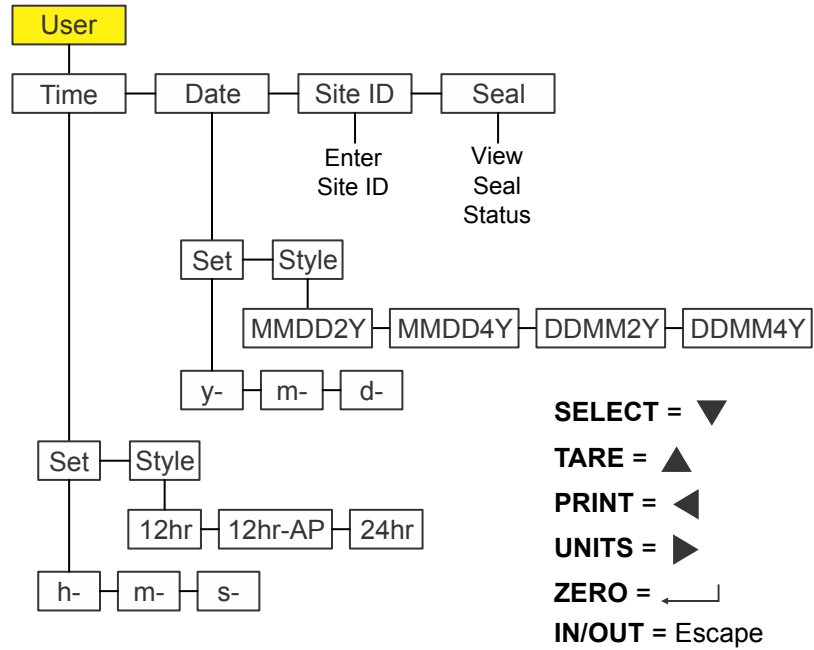 User
Time
Date
Site ID
Seal
Enter
Site ID
View
Seal
Status
Set
Style
MMDD2Y
MMDD4Y
DDMM2Y
DDMM4Y
y-
m-
d-
Set
Style
12hr
12hr-AP
24hr
h-
m-
s-
SELECT = ▼
TARE = ▲
PRINT = ◀
UNITS = ▶
ZERO = ↵
IN/OUT = Escape